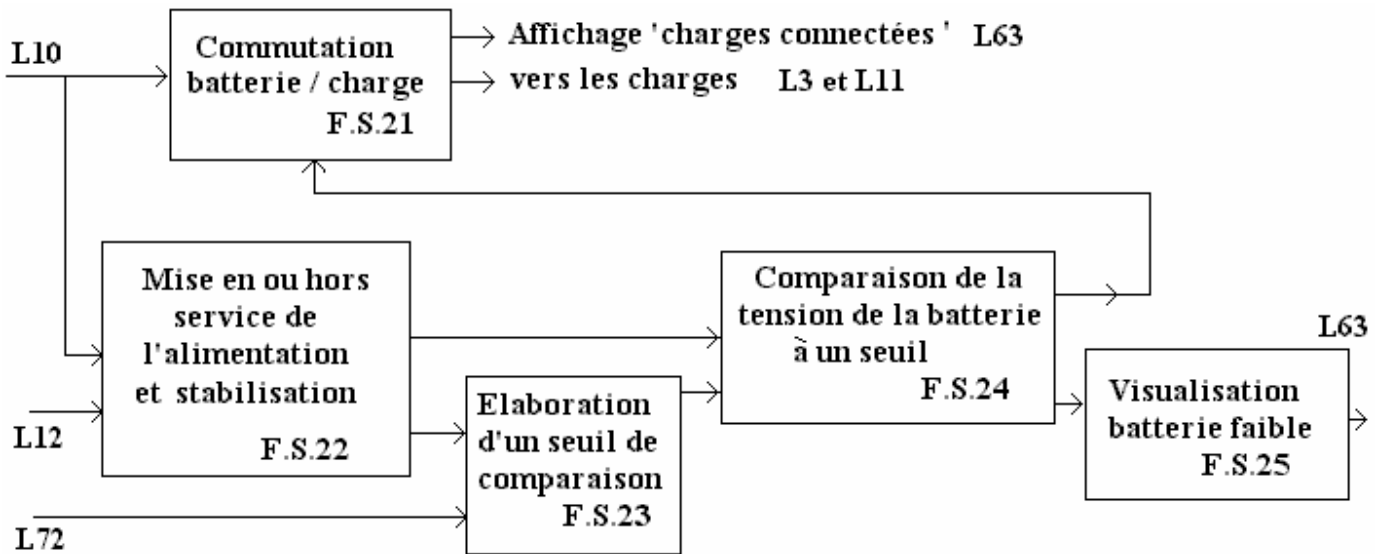 L10
Commutation
batterie / charge
F.S.21
Affichage 'charges connectées ' L63
vers les charges L3 et L11
Mise en ou hors
service de
l'alimentation
et stabilisation
F.S.22
L12
L72
Elaboration
d'un seuil de
comparaison
F.S.23
Comparaison de la
tension de la batterie
à un seuil
F.S.24
L63
Visualisation
batterie faible
F.S.25